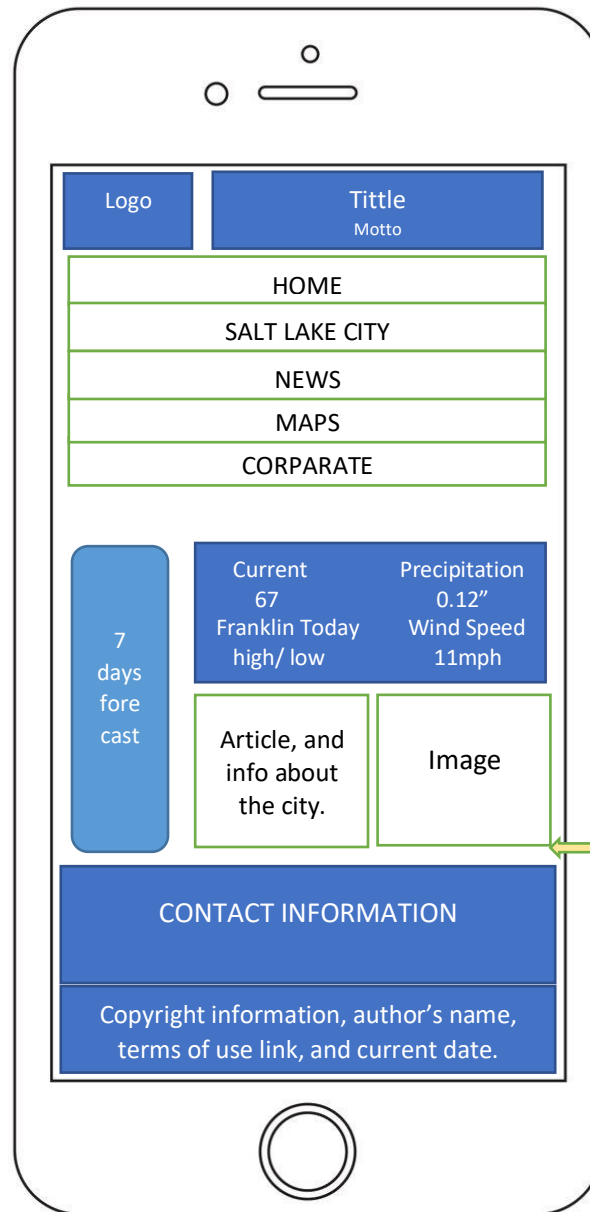 Logo
Tittle
Motto
HOME
SALT LAKE CITY
NEWS
MAPS
CORPARATE
7
days
fore
cast
Current
67
Franklin Today
high/ low
Precipitation
0.12”
Wind Speed
11mph
Article, and
info about
the city.
Image
CONTACT INFORMATION
Copyright information, author’s name,
terms of use link, and current date.